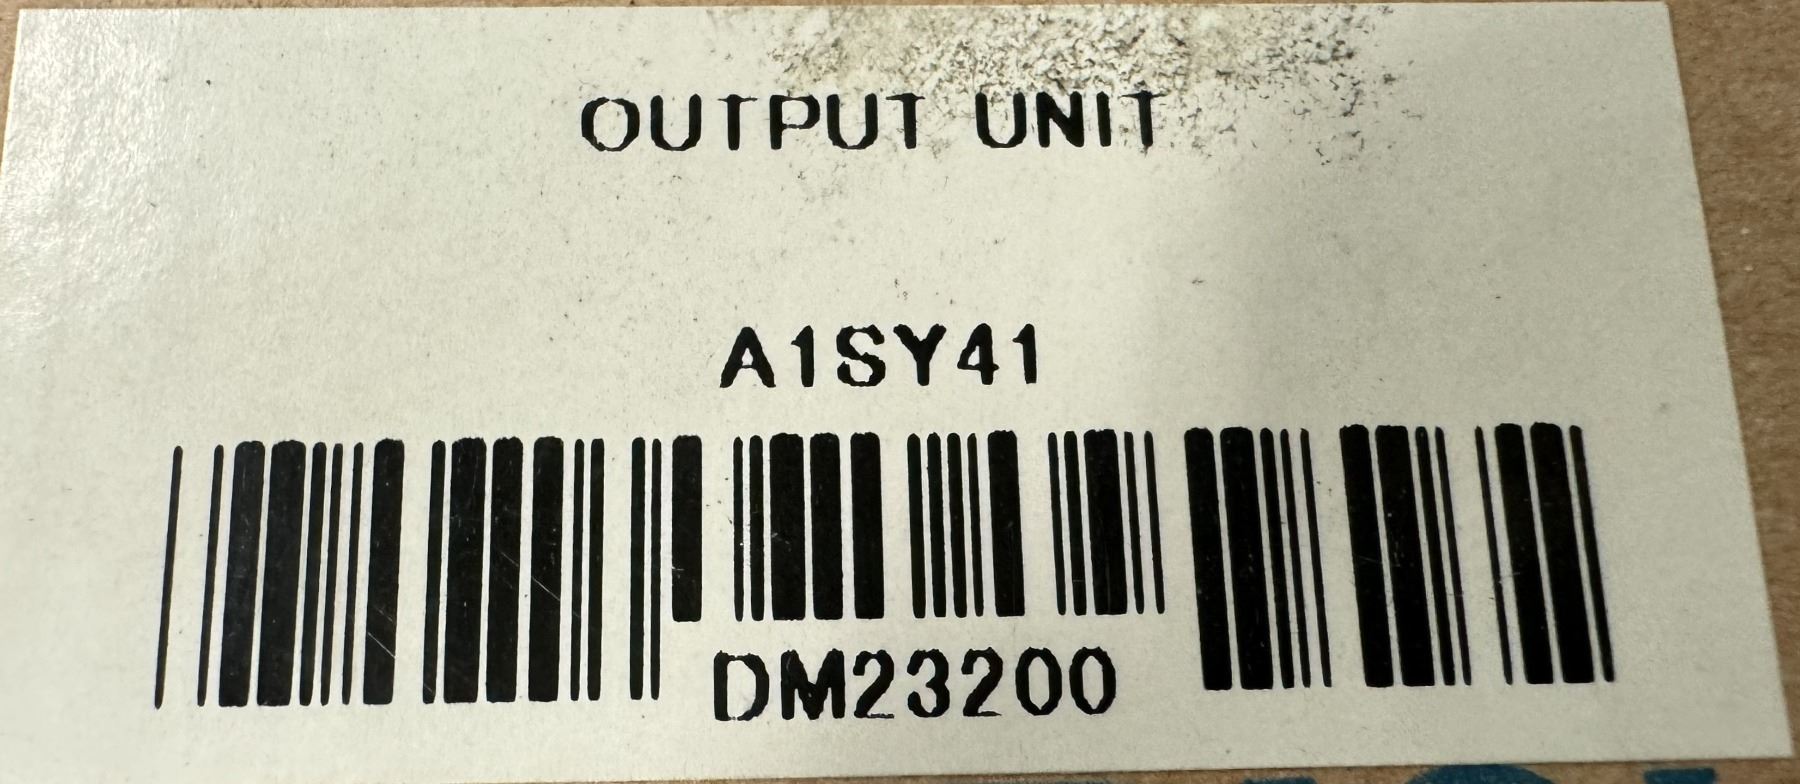 OUTPUT UNIT
A1SY41
DM23200